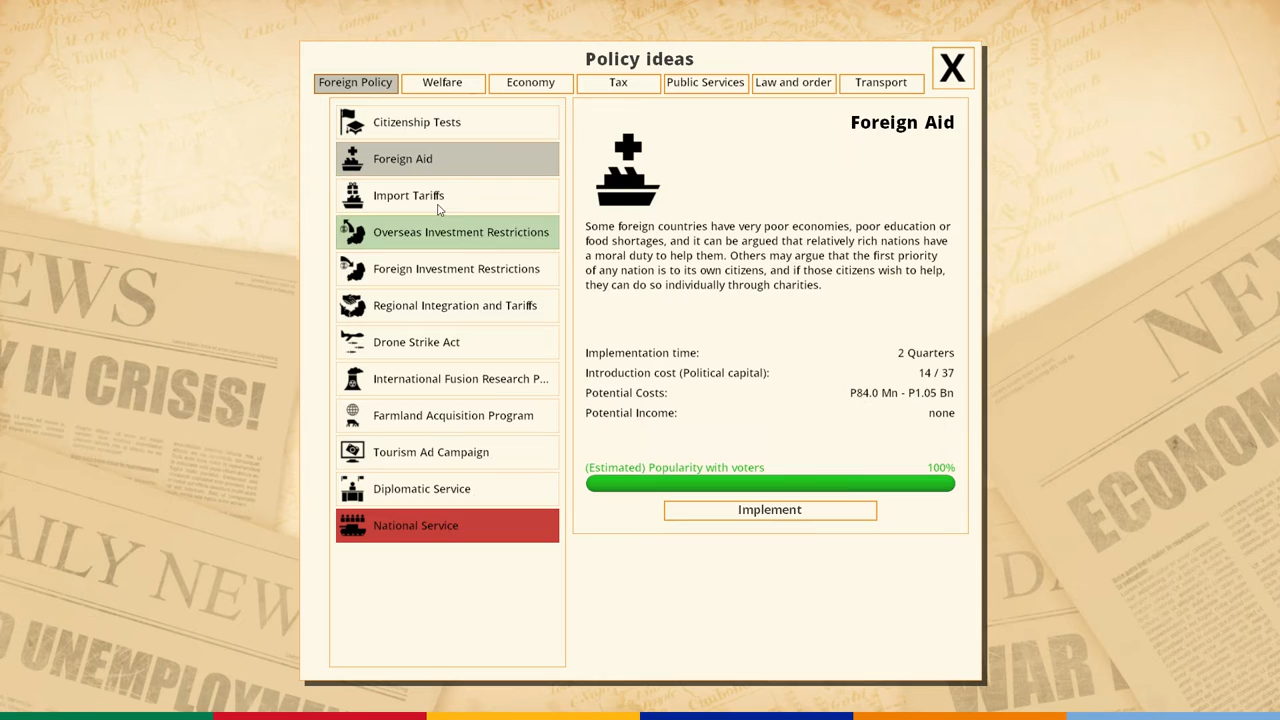 Policy ideas
X
Foreign Policy
Welfare
Economy
Tax
Public Services
Law and order
Transport
Citizenship Tests
Foreign Aid
Import Tariffs
Overseas Investment Restrictions
Foreign Investment Restrictions
Regional Integration and Tariffs
Drone Strike Act
International Fusion Research P...
Farmland Acquisition Program
Tourism Ad Campaign
Diplomatic Service
National Service
Foreign Aid
Some foreign countries have very poor economies, poor education or
food shortages, and it can be argued that relatively rich nations have
a moral duty to help them. Others may argue that the first priority
of any nation is to its own citizens, and if those citizens wish to help,
they can do so individually through charities.
Implementation time: 2 Quarters
Introduction cost (Political capital): 14 / 37
Potential Costs: P84.0 Mn - P1.05 Bn
Potential Income: none
(Estimated) Popularity with voters 100%
Implement
NEWS
Y IN CRISIS!
DAILY NEW
UNEMPLOYM
NE
ECONOM
WAR